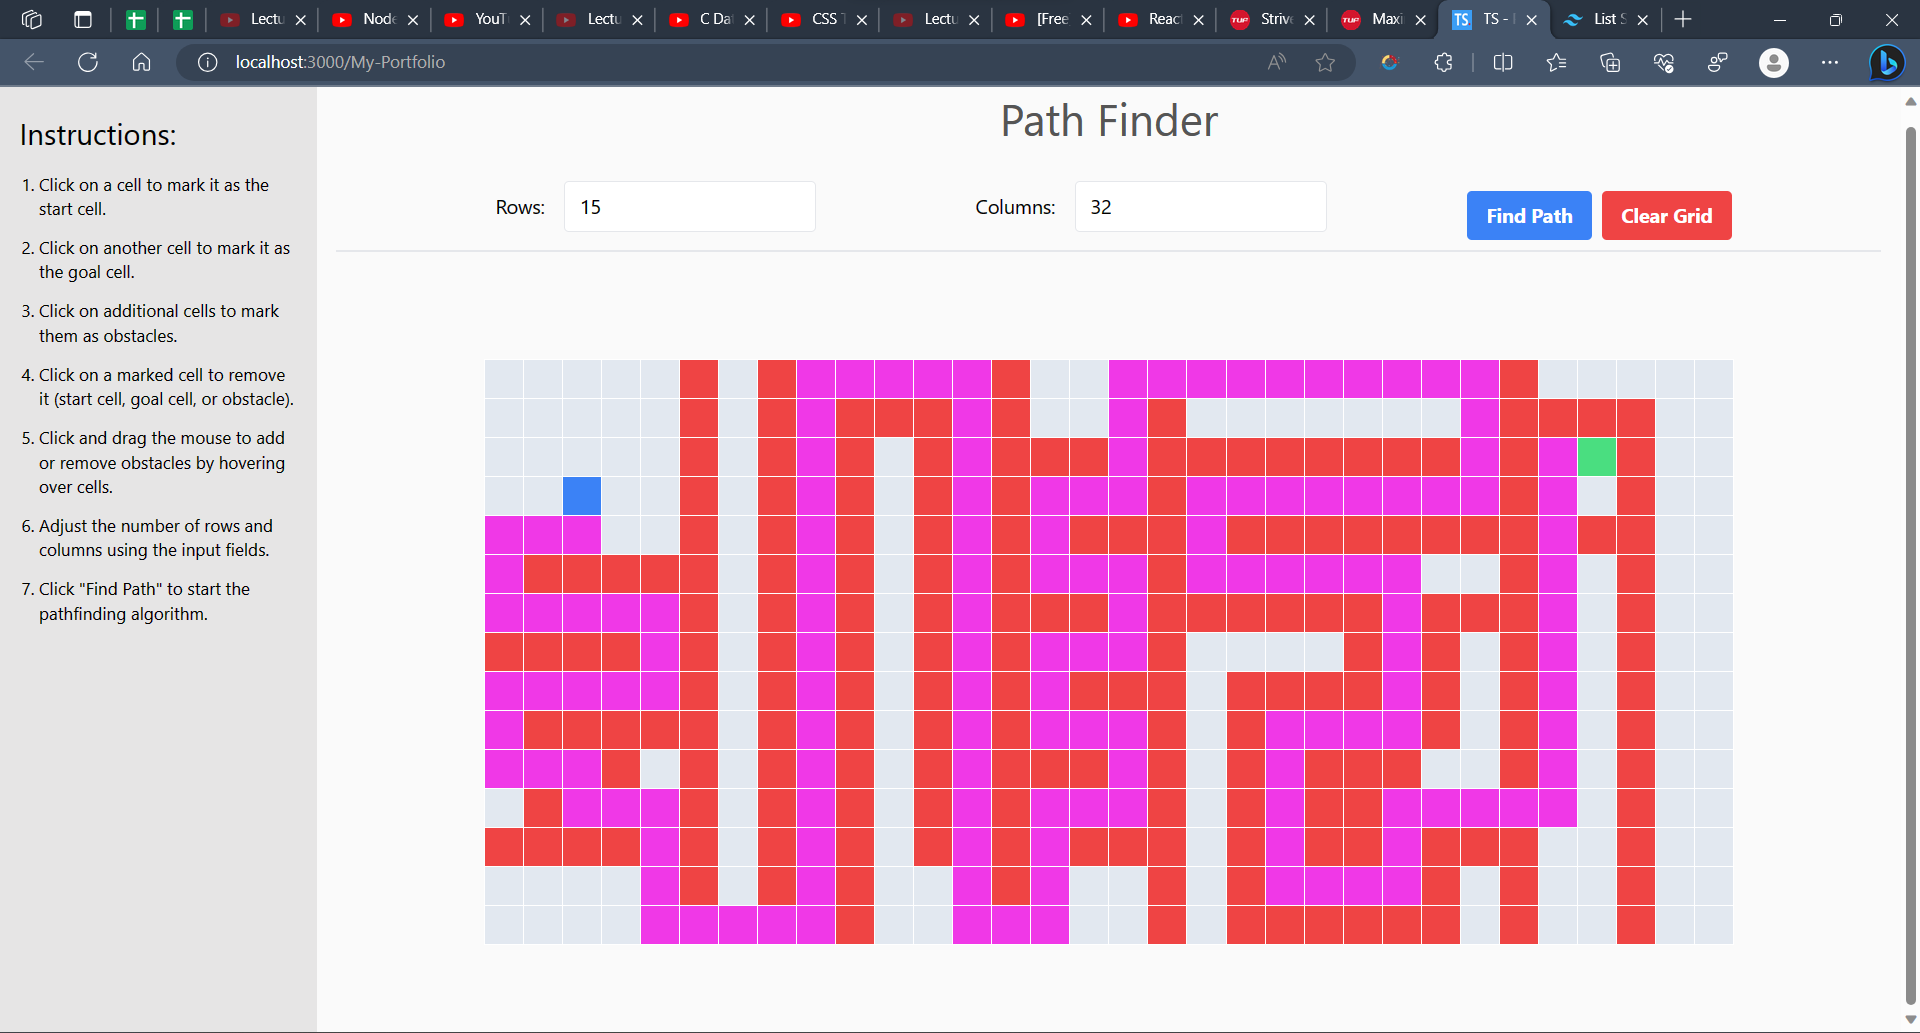 Lectu
Node
YouT
Lectu
C Da
CSS T
Lectu
[Free
Reac
Strive
Maxi
TS -
List S
localhost:3000/My-Portfolio
Path Finder
Instructions:
1. Click on a cell to mark it as the
start cell.
2. Click on another cell to mark it as
the goal cell.
3. Click on additional cells to mark
them as obstacles.
4. Click on a marked cell to remove
it (start cell, goal cell, or obstacle).
5. Click and drag the mouse to add
or remove obstacles by hovering
over cells.
6. Adjust the number of rows and
columns using the input fields.
7. Click "Find Path" to start the
pathfinding algorithm.
Rows: 15
Columns: 32
Find Path
Clear Grid